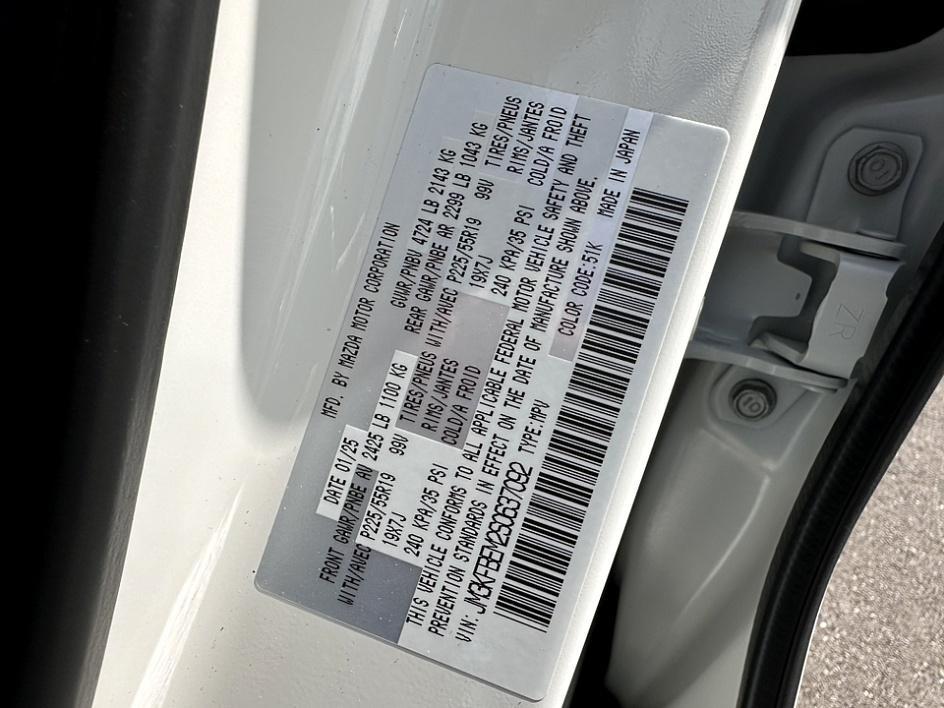 MFD. BY MAZDA MOTOR CORPORATION
DATE 01/25 GVWR/PNBV 4724 LB 2143 KG
FRONT GAWR/PNBE AV 2425 LB 1100 KG REAR GAWR/PNBE AR 2299 LB 1043 KG
WITH/AVEC P225/55R19 99V TIRES/PNEUS WITH/AVEC P225/55R19 99V TIRES/PNEUS
19X7J RIMS/JANTES 19X7J RIMS/JANTES
240 KPA/35 PSI COLD/A FROID 240 KPA/35 PSI COLD/A FROID
THIS VEHICLE CONFORMS TO ALL APPLICABLE FEDERAL MOTOR VEHICLE SAFETY AND THEFT
PREVENTION STANDARDS IN EFFECT ON THE DATE OF MANUFACTURE SHOWN ABOVE.
VIN: TYPE:MPV COLOR CODE:51K MADE IN JAPAN
ZR